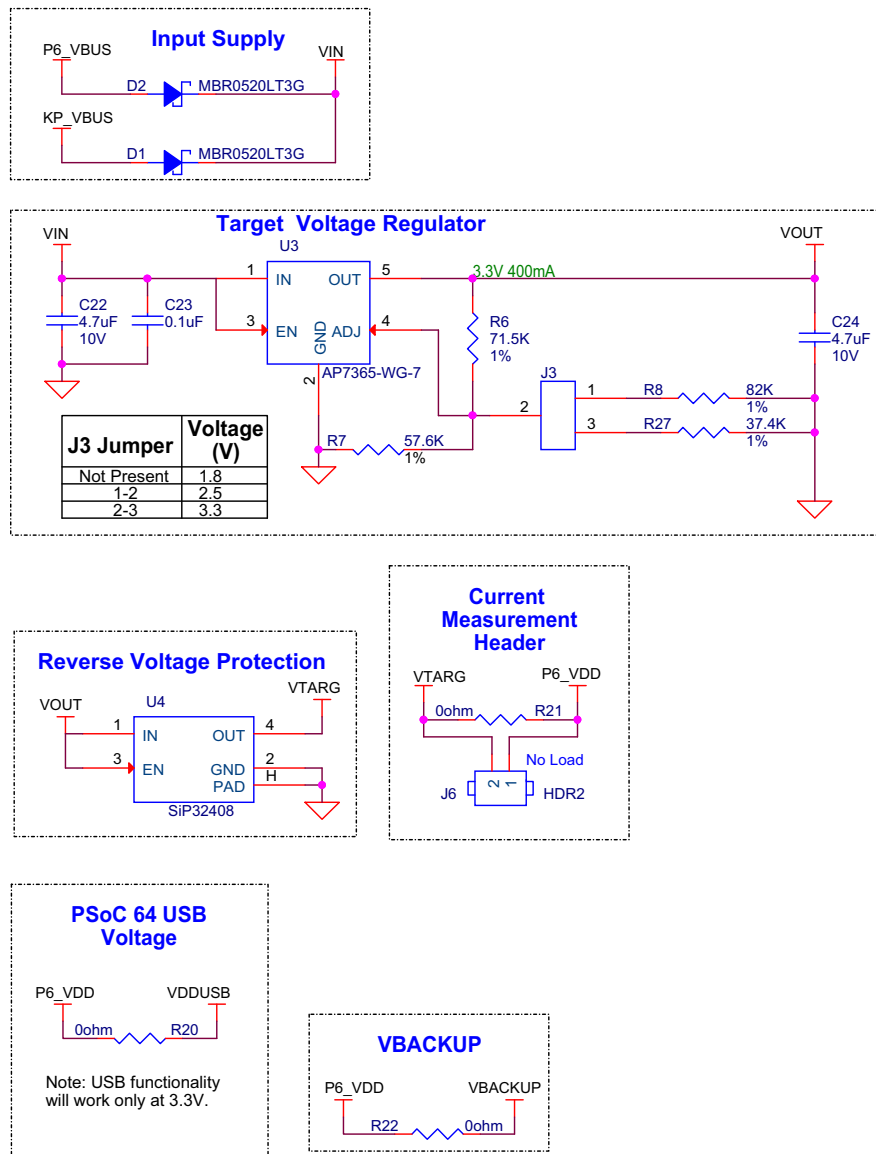 Input Supply
P6_VBUS
VIN
D2
MBR0520LT3G
KP_VBUS
D1
MBR0520LT3G
Target Voltage Regulator
VIN
U3
VOUT
1
IN
OUT
5
3.3V 400mA
C22
4.7uF
10V
C23
0.1uF
3
EN
GND
ADJ
4
2
AP7365-WG-7
R6
71.5K
1%
C24
4.7uF
10V
J3
2
1
R8
82K
1%
3
R27
37.4K
1%
R7
57.6K
1%
J3 Jumper Voltage (V)
Not Present 1.8
1-2 2.5
2-3 3.3
Current
Measurement
Header
VTARG
P6_VDD
0ohm
R21
No Load
J6
2
1
HDR2
Reverse Voltage Protection
VOUT
U4
VTARG
1
IN
OUT
4
3
EN
GND
2
PAD
H
SiP32408
PSoC 64 USB
Voltage
P6_VDD
VDDUSB
0ohm
R20
Note: USB functionality
will work only at 3.3V.
VBACKUP
P6_VDD
VBACKUP
R22
0ohm